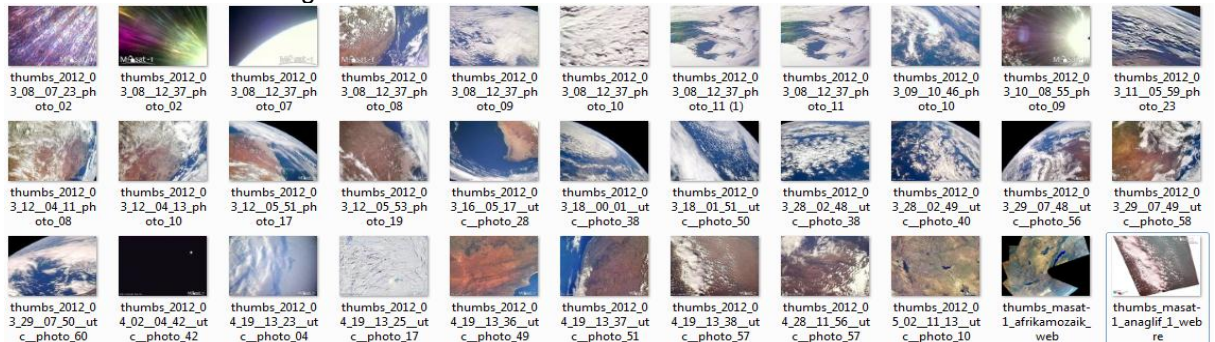 thumbs_2012_0
3_08__07_23_ph
oto_02
thumbs_2012_0
3_08__12_37_ph
oto_02
thumbs_2012_0
3_08__12_37_ph
oto_07
thumbs_2012_0
3_08__12_37_ph
oto_08
thumbs_2012_0
3_08__12_37_ph
oto_09
thumbs_2012_0
3_08__12_37_ph
oto_10
thumbs_2012_0
3_08__12_37_ph
oto_11 (1)
thumbs_2012_0
3_08__12_37_ph
oto_11
thumbs_2012_0
3_09__10_46_ph
oto_10
thumbs_2012_0
3_10__08_55_ph
oto_09
thumbs_2012_0
3_11__05_59_ph
oto_23
thumbs_2012_0
3_12__04_11_ph
oto_08
thumbs_2012_0
3_12__04_13_ph
oto_10
thumbs_2012_0
3_12__05_51_ph
oto_17
thumbs_2012_0
3_12__05_53_ph
oto_19
thumbs_2012_0
3_16__05_17__ut
c__photo_28
thumbs_2012_0
3_18__00_01__ut
c__photo_38
thumbs_2012_0
3_18__01_51__ut
c__photo_50
thumbs_2012_0
3_28__02_48__ut
c__photo_38
thumbs_2012_0
3_28__02_49__ut
c__photo_40
thumbs_2012_0
3_29__07_48__ut
c__photo_56
thumbs_2012_0
3_29__07_49__ut
c__photo_58
thumbs_2012_0
3_29__07_50__ut
c__photo_60
thumbs_2012_0
4_02__04_42__ut
c__photo_42
thumbs_2012_0
4_19__13_23__ut
c__photo_04
thumbs_2012_0
4_19__13_25__ut
c__photo_17
thumbs_2012_0
4_19__13_36__ut
c__photo_49
thumbs_2012_0
4_19__13_37__ut
c__photo_51
thumbs_2012_0
4_19__13_38__ut
c__photo_57
thumbs_2012_0
4_28__11_56__ut
c__photo_57
thumbs_2012_0
5_02__11_13__ut
c__photo_10
thumbs_masat-
1_afrikamozaik_
web
thumbs_masat-
1_anaglif_1_web
re